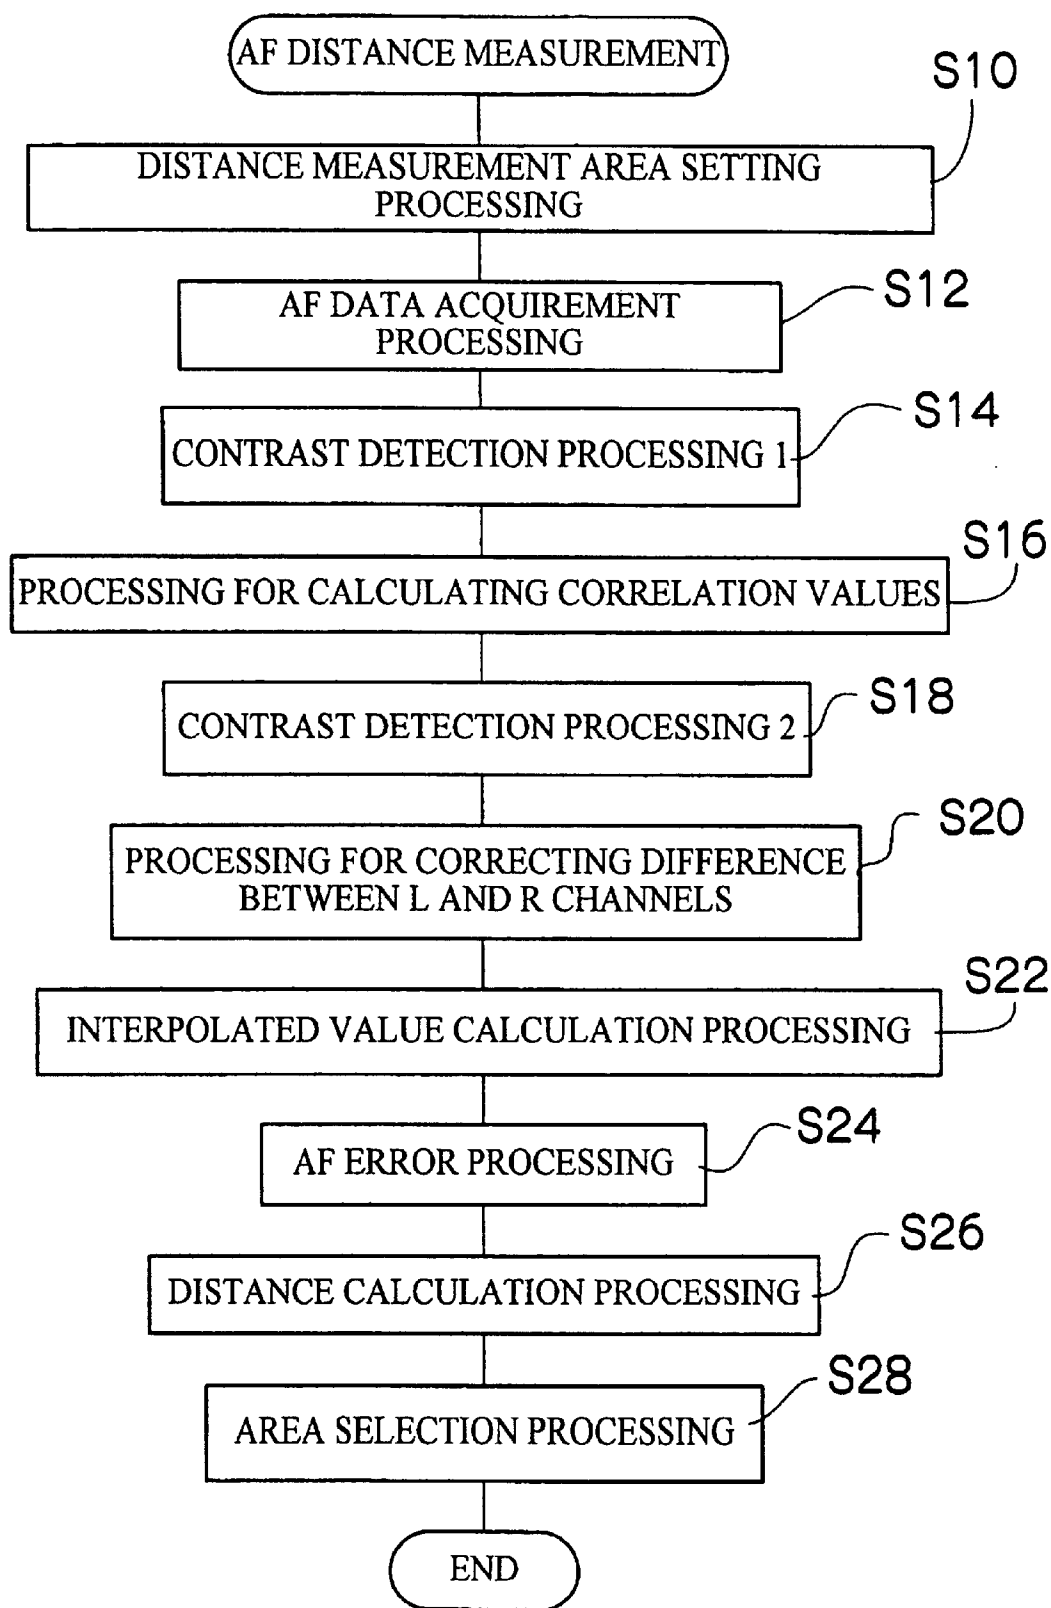 AF DISTANCE MEASUREMENT
S10
DISTANCE MEASUREMENT AREA SETTING
PROCESSING
S12
AF DATA ACQUIREMENT
PROCESSING
S14
CONTRAST DETECTION PROCESSING 1
S16
PROCESSING FOR CALCULATING CORRELATION VALUES
S18
CONTRAST DETECTION PROCESSING 2
S20
PROCESSING FOR CORRECTING DIFFERENCE
BETWEEN L AND R CHANNELS
S22
INTERPOLATED VALUE CALCULATION PROCESSING
S24
AF ERROR PROCESSING
S26
DISTANCE CALCULATION PROCESSING
S28
AREA SELECTION PROCESSING
END